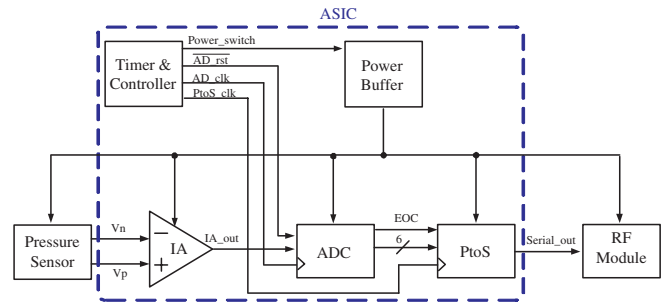 ASIC
Timer &
Controller
Power_switch
AD_rst
AD_clk
PtoS_clk
Power
Buffer
Pressure
Sensor
Vn
Vp
−
+
IA
IA_out
ADC
EOC
6
PtoS
Serial_out
RF
Module